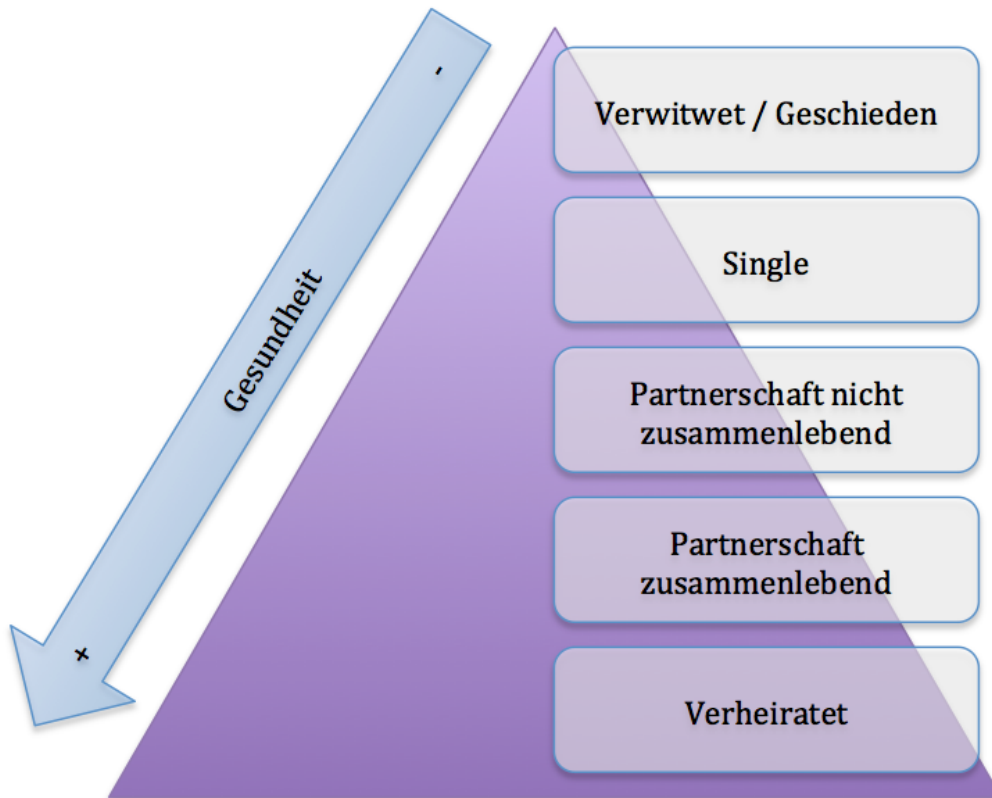 -
Verwitwet / Geschieden
Single
Gesundheit
Partnerschaft nicht
zusammenlebend
Partnerschaft
zusammenlebend
+
Verheiratet